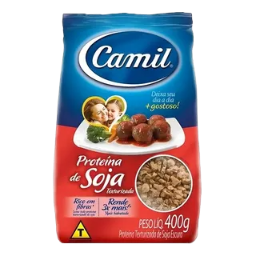 Camil
Deixa seu
dia a dia
+ gostoso!
Proteína
de Soja
Texturizada
Rico em
fibras*
Rende
3x mais*
T
PESO LÍQ. 400g
Proteína Texturizada de Soja Escura